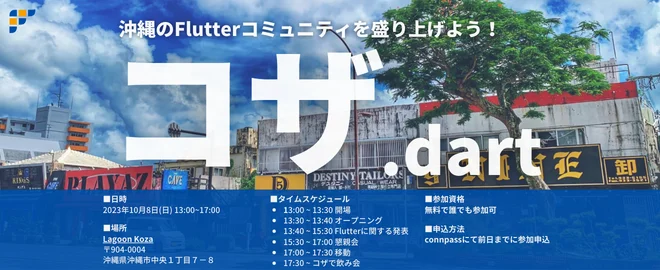 沖縄のFlutterコミュニティを盛り上げよう！
コザ.dart
DESTINY TAILORS
CAVE
卸
■日時
2023年10月8日(日) 13:00~17:00
■場所
Lagoon Koza
〒904-0004
沖縄県沖縄市中央１丁目７−８
■タイムスケジュール
• 13:00 ~ 13:30 開場
• 13:30 ~ 13:40 オープニング
• 13:40 ~ 15:30 Flutterに関する発表
• 15:30 ~ 17:00 懇親会
• 17:00 ~ 17:30 移動
• 17:30 ~ コザで飲み会
■参加資格
無料で誰でも参加可
■申込方法
connpassにて前日までに参加申込